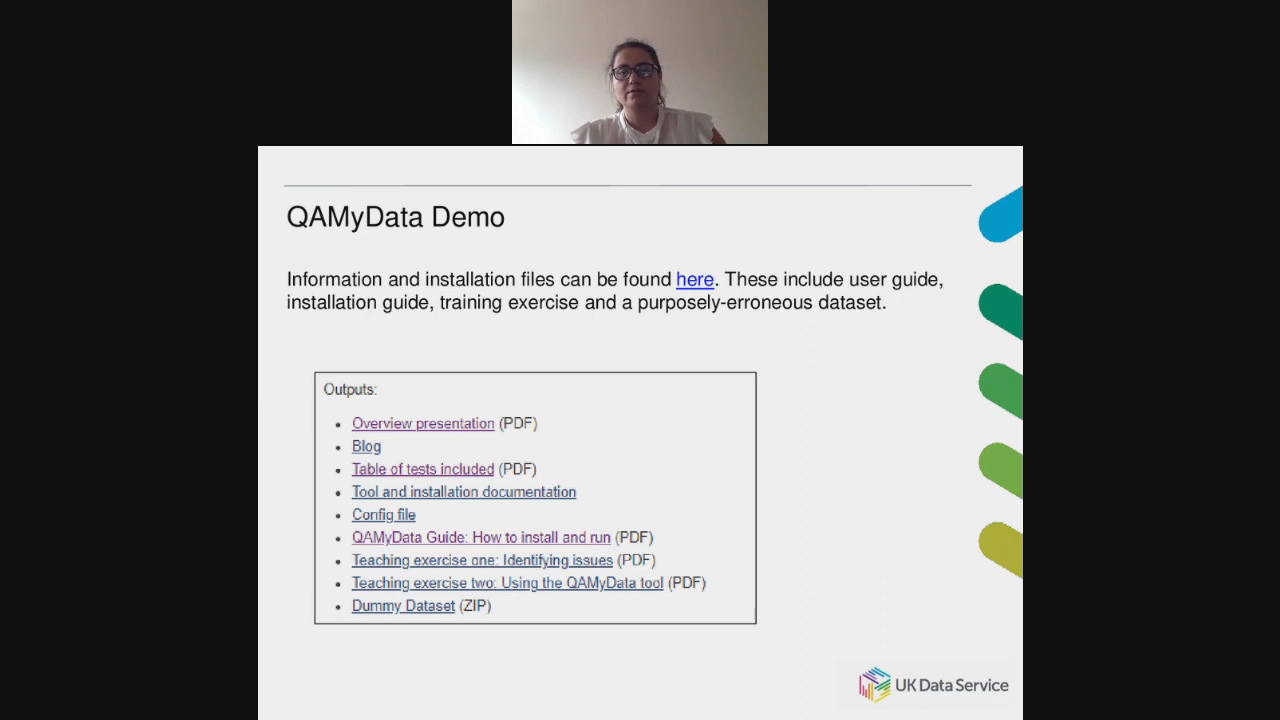 QAMyData Demo
Information and installation files can be found here. These include user guide,
installation guide, training exercise and a purposely-erroneous dataset.
Outputs:
• Overview presentation (PDF)
• Blog
• Table of tests included (PDF)
• Tool and installation documentation
• Config file
• QAMyData Guide: How to install and run (PDF)
• Teaching exercise one: Identifying issues (PDF)
• Teaching exercise two: Using the QAMyData tool (PDF)
• Dummy Dataset (ZIP)
UK Data Service